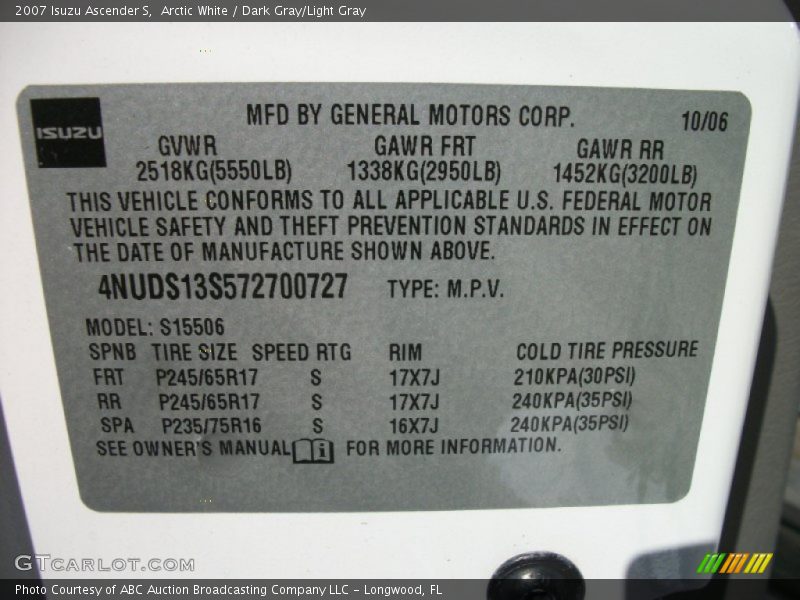 2007 Isuzu Ascender S, Arctic White / Dark Gray/Light Gray
ISUZU
MFD BY GENERAL MOTORS CORP. 10/06
GVWR GAWR FRT GAWR RR
2518KG(5550LB) 1338KG(2950LB) 1452KG(3200LB)
THIS VEHICLE CONFORMS TO ALL APPLICABLE U.S. FEDERAL MOTOR
VEHICLE SAFETY AND THEFT PREVENTION STANDARDS IN EFFECT ON
THE DATE OF MANUFACTURE SHOWN ABOVE.
4NUDS13S572700727 TYPE: M.P.V.
MODEL: S15506
SPNB TIRE SIZE SPEED RTG RIM COLD TIRE PRESSURE
FRT P245/65R17 S 17X7J 210KPA(30PSI)
RR P245/65R17 S 17X7J 240KPA(35PSI)
SPA P235/75R16 S 16X7J 240KPA(35PSI)
SEE OWNER'S MANUAL i FOR MORE INFORMATION.
GTCARLOT.COM
Photo Courtesy of ABC Auction Broadcasting Company LLC - Longwood, FL